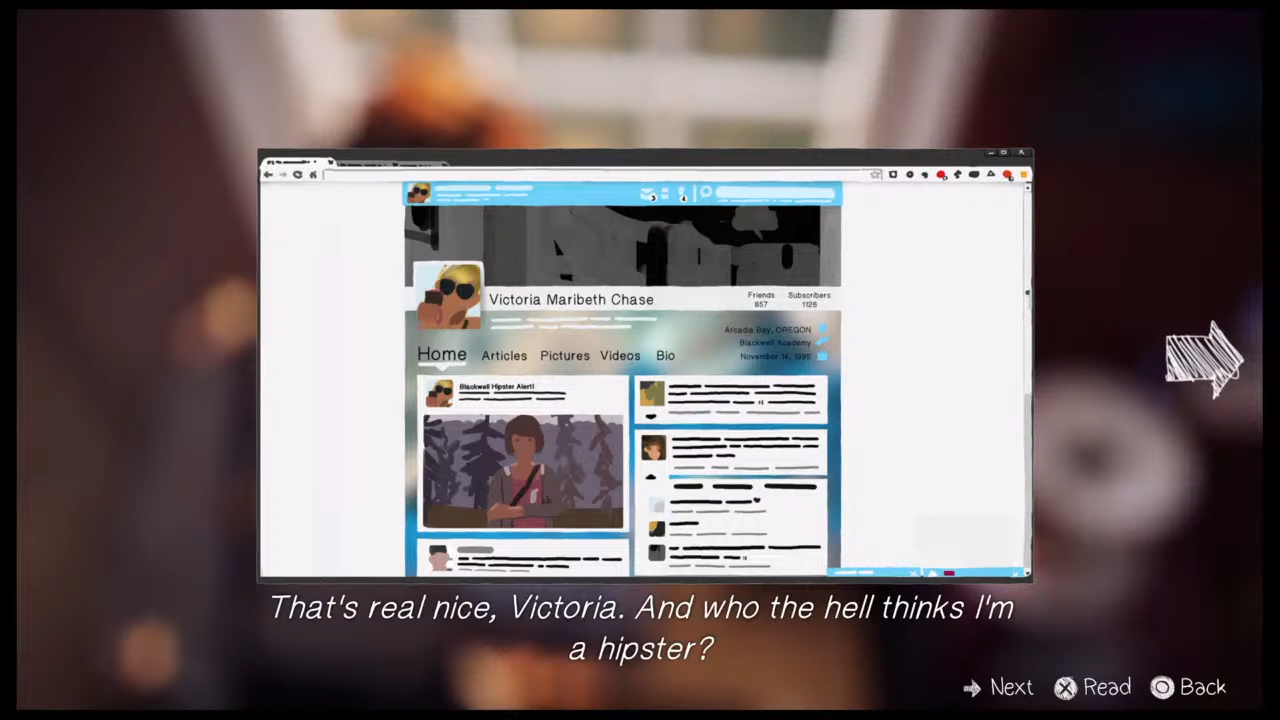 Victoria Maribeth Chase
Friends
857
Subscribers
1126
Arcadia Bay, OREGON
Blackwell Academy
November 14, 1995
Home Articles Pictures Videos Bio
Blackwell Hipster Alert!
That's real nice, Victoria. And who the hell thinks I'm
a hipster?
Next Read Back